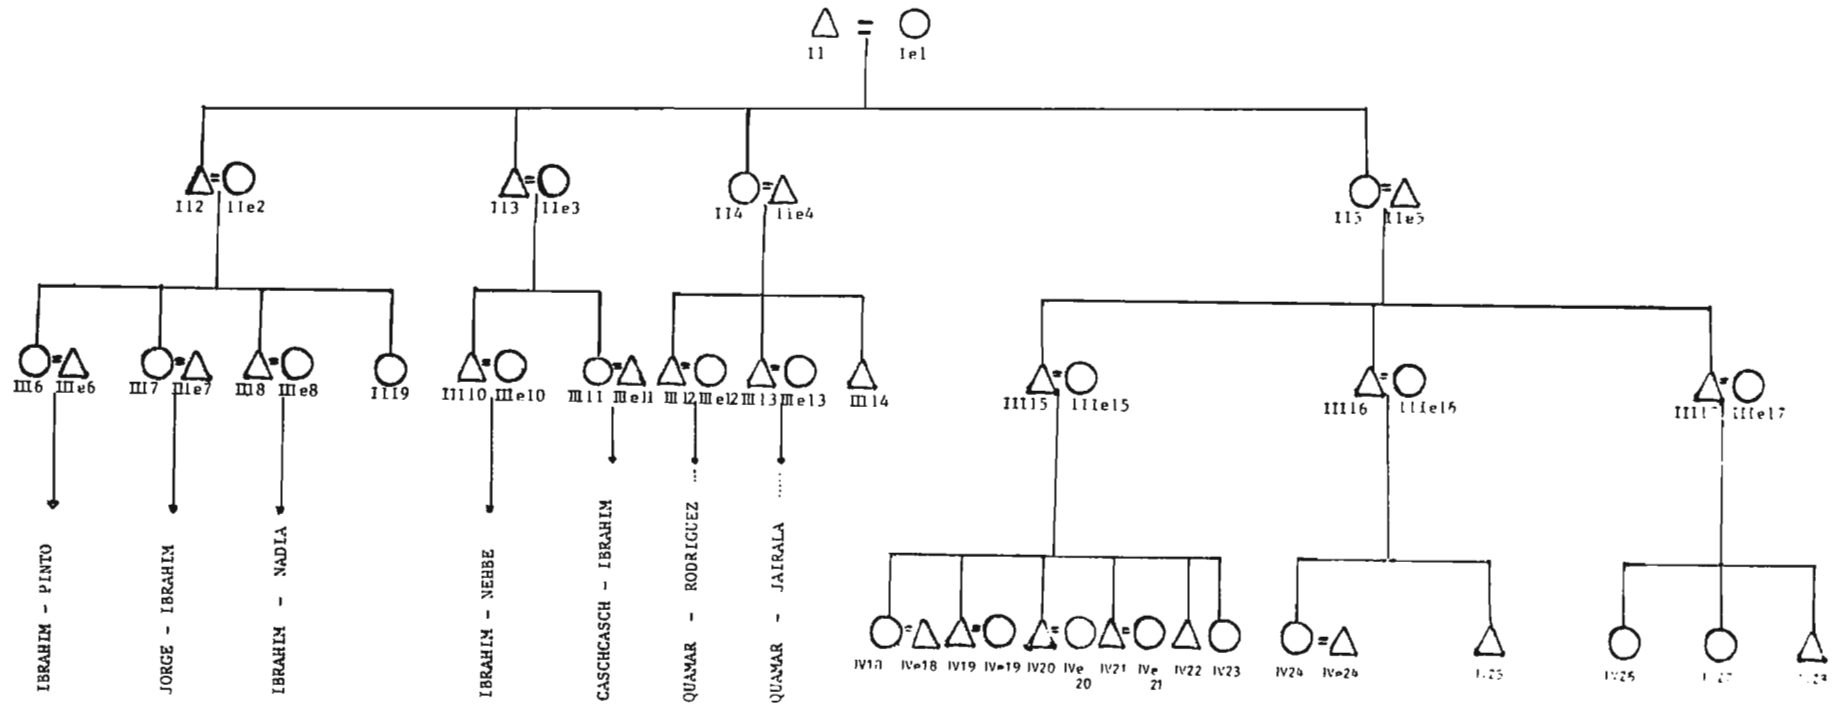 I1 Ie1
II2 IIe2 II3 IIe3 II4 IIe4 II5 IIe5
III6 IIIe6 III7 IIIe7 III8 IIIe8 III9 III10 IIIe10 III11 IIIe11 III12 IIIe12 III13 IIIe13 III14 III15 IIIe15 III16 IIIe16 IIIe17
IBRAHIM - PINTO
JORGE - IBRAHIM
IBRAHIM - NADIA
IBRAHIM - NEHBE
CASCHCASCH - IBRAHIM
QUAMAR - RODRIGUEZ ....
QUAMAR - JAIRALA .....
IV18 IVe18 IV19 IVe19 IV20 IVe 20 IV21 IVe 21 IV22 IV23 IV24 IVe24 IV26